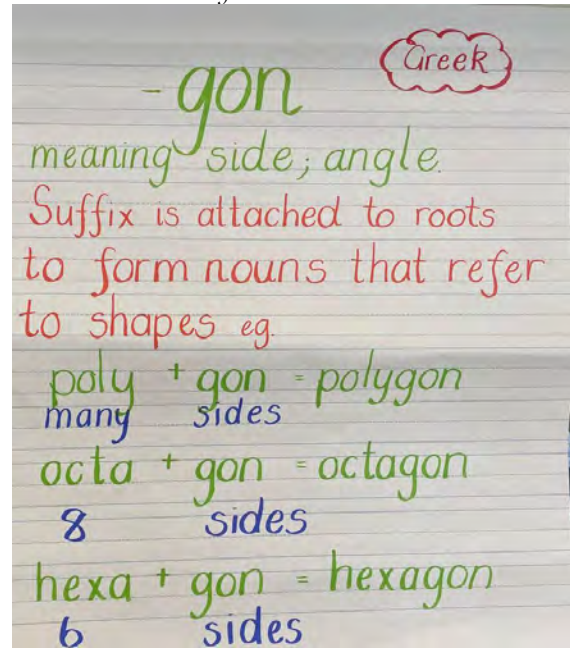 Greek
-gon
meaning side; angle.
Suffix is attached to roots
to form nouns that refer
to shapes eg.
poly + gon = polygon
many sides
octa + gon = octagon
8 sides
hexa + gon = hexagon
6 sides